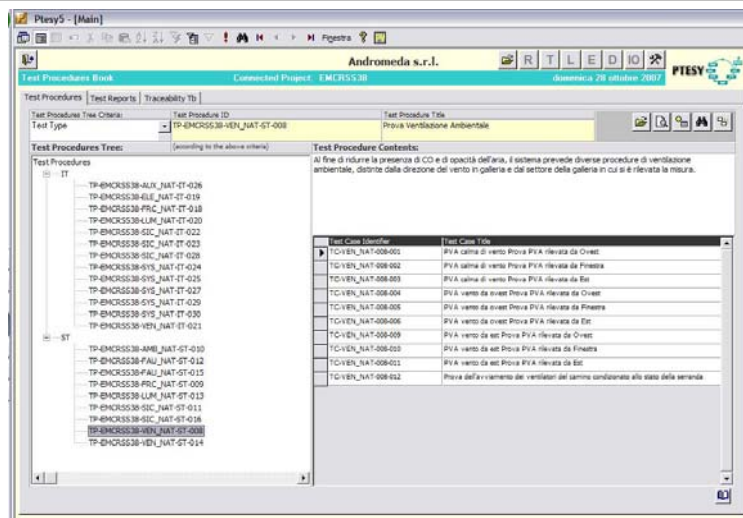 Ptesy5 - [Main]
Finestra
Andromeda s.r.l.
R T L E D IO
PTESY
Test Procedures Book
Connected Project EMCRSS38
domenica 28 ottobre 2007
Test Procedures
Test Reports
Traceability Tb
Test Procedures Tree Criteria:
Test Procedure ID
Test Procedure Title
Test Type
TP-EMCRSS38-VEN_NAT-ST-008
Prova Ventilazione Ambientale
Test Procedures Tree:
(according to the above criteria)
Test Procedure Contents:
Test Procedures
IT
TP-EMCRSS38-AUX_NAT-IT-026
TP-EMCRSS38-ELE_NAT-IT-019
TP-EMCRSS38-FRC_NAT-IT-018
TP-EMCRSS38-LUM_NAT-IT-020
TP-EMCRSS38-SIC_NAT-IT-022
TP-EMCRSS38-SIC_NAT-IT-023
TP-EMCRSS38-SIC_NAT-IT-028
TP-EMCRSS38-SYS_NAT-IT-024
TP-EMCRSS38-SYS_NAT-IT-025
TP-EMCRSS38-SYS_NAT-IT-027
TP-EMCRSS38-SYS_NAT-IT-029
TP-EMCRSS38-SYS_NAT-IT-030
TP-EMCRSS38-VEN_NAT-IT-021
ST
TP-EMCRSS38-AMB_NAT-ST-010
TP-EMCRSS38-FAU_NAT-ST-012
TP-EMCRSS38-FAU_NAT-ST-015
TP-EMCRSS38-FRC_NAT-ST-009
TP-EMCRSS38-LUM_NAT-ST-013
TP-EMCRSS38-SIC_NAT-ST-011
TP-EMCRSS38-SIC_NAT-ST-016
TP-EMCRSS38-VEN_NAT-ST-008
TP-EMCRSS38-VEN_NAT-ST-014
Al fine di ridurre la presenza di CO e di opacità dell'aria, il sistema prevede diverse procedure di ventilazione
ambientale, distinte dalla direzione del vento in galleria e dal settore della galleria in cui si è rilevata la misura.
Test Case Identifier
Test Case Title
TC-VEN_NAT-008-001 PVA calma di vento Prova PVA rilevata da Ovest
TC-VEN_NAT-008-002 PVA calma di vento Prova PVA rilevata da Finestra
TC-VEN_NAT-008-003 PVA calma di vento Prova PVA rilevata da Est
TC-VEN_NAT-008-004 PVA vento da ovest Prova PVA rilevata da Ovest
TC-VEN_NAT-008-005 PVA vento da ovest Prova PVA rilevata da Finestra
TC-VEN_NAT-008-006 PVA vento da ovest Prova PVA rilevata da Est
TC-VEN_NAT-008-009 PVA vento da est Prova PVA rilevata da Ovest
TC-VEN_NAT-008-010 PVA vento da est Prova PVA rilevata da Finestra
TC-VEN_NAT-008-011 PVA vento da est Prova PVA rilevata da Est
TC-VEN_NAT-008-012 Prova dell'avviamento dei ventilatori del camino condizionato allo stato della serranda